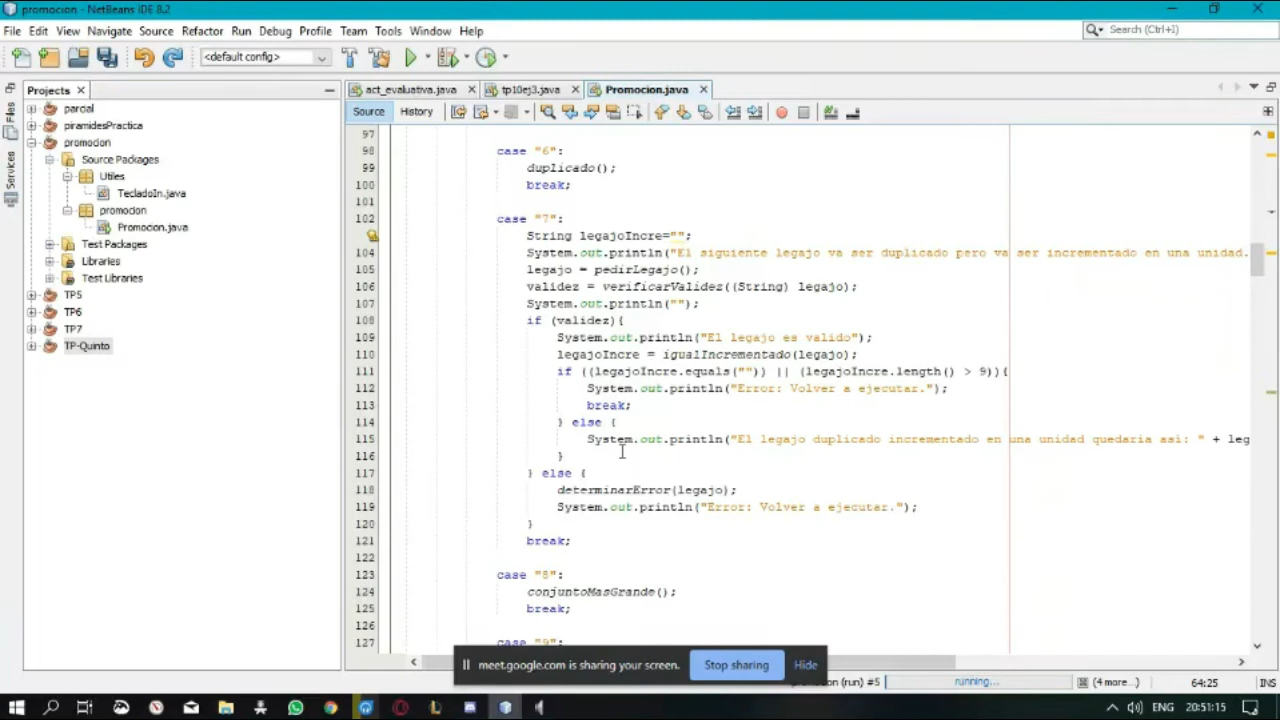 promocion - NetBeans IDE 8.2
File Edit View Navigate Source Refactor Run Debug Profile Team Tools Window Help
Search (Ctrl+I)
<default config>
Projects
act_evaluativa.java tp10ej3.java Promocion.java
Source History
Files
Services
parcial
piramidesPractica
promocion
Source Packages
Utiles
TecladoIn.java
promocion
Promocion.java
Test Packages
Libraries
Test Libraries
TP5
TP6
TP7
TP-Quinto
97
98 case "6":
99 duplicado();
100 break;
101
102 case "7":
String legajoIncre="";
104 System.out.println("El siguiente legajo va ser duplicado pero va ser incrementado en una unidad.
105 legajo = pedirLegajo();
106 validez = verificarValidez((String) legajo);
107 System.out.println("");
108 if (validez){
109 System.out.println("El legajo es valido");
110 legajoIncre = igualIncrementado(legajo);
111 if ((legajoIncre.equals("")) || (legajoIncre.length() > 9)){
112 System.out.println("Error: Volver a ejecutar.");
113 break;
114 } else {
115 System.out.println("El legajo duplicado incrementado en una unidad quedaria asi: " + leg
116 }
117 } else {
118 determinarError(legajo);
119 System.out.println("Error: Volver a ejecutar.");
120 }
121 break;
122
123 case "8":
124 conjuntoMasGrande();
125 break;
126
127 case "9":
meet.google.com is sharing your screen. Stop sharing Hide
(run) #5 running... (4 more...) 64:25 INS
ENG 20:51:15